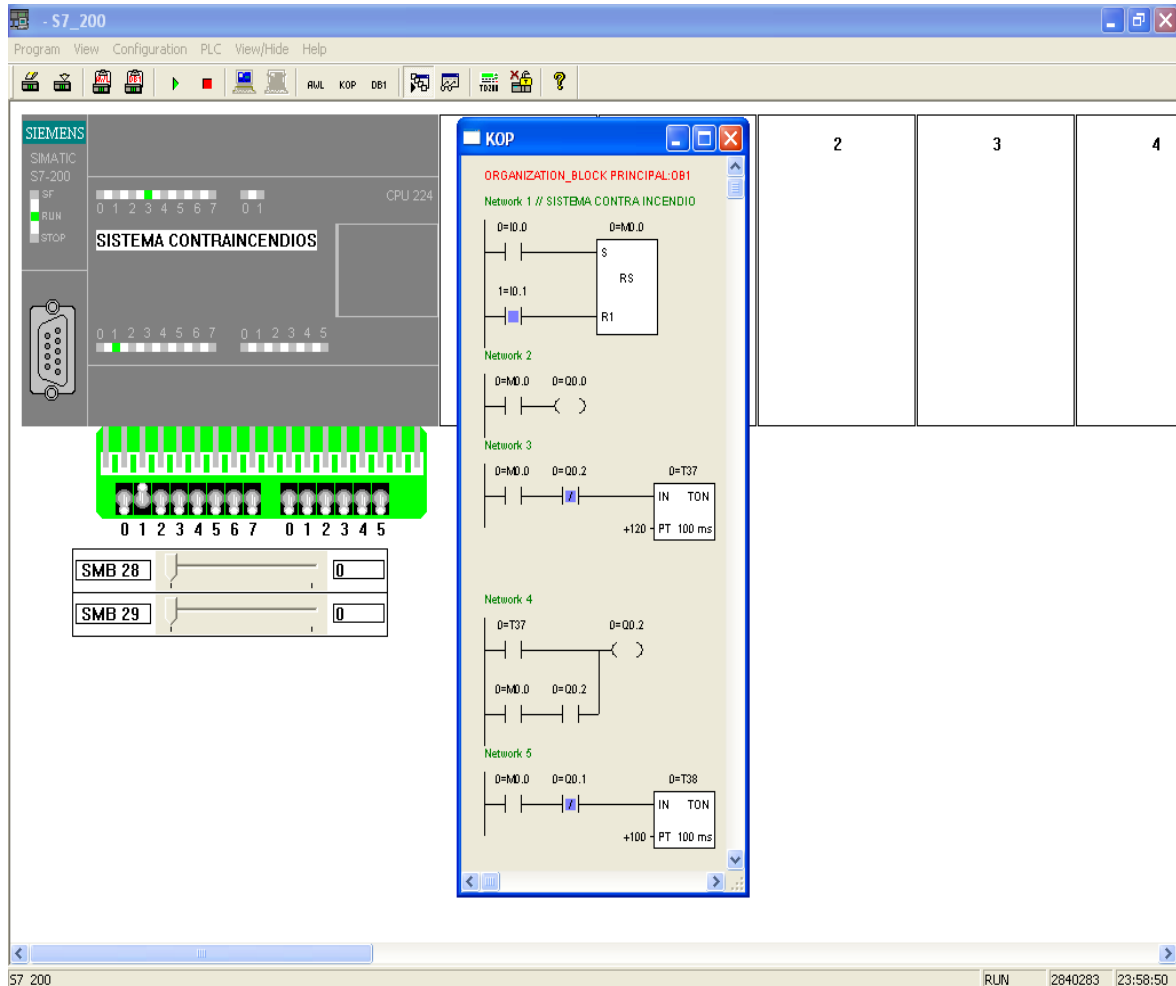 - S7_200
Program View Configuration PLC View/Hide Help
AWL KOP DB1 TD200 ?
SIEMENS
SIMATIC
S7-200
SF
RUN
STOP
0 1 2 3 4 5 6 7 0 1
CPU 224
SISTEMA CONTRAINCENDIOS
0 1 2 3 4 5 6 7 0 1 2 3 4 5
0 1 2 3 4 5 6 7 0 1 2 3 4 5
SMB 28 0
SMB 29 0
KOP
ORGANIZATION_BLOCK PRINCIPAL:OB1
Network 1 // SISTEMA CONTRA INCENDIO
0=I0.0 0=M0.0
S
RS
1=I0.1
R1
Network 2
0=M0.0 0=Q0.0
Network 3
0=M0.0 0=Q0.2 0=T37
IN TON
+120 PT 100 ms
Network 4
0=T37 0=Q0.2
0=M0.0 0=Q0.2
Network 5
0=M0.0 0=Q0.1 0=T38
IN TON
+100 PT 100 ms
2 3 4
S7_200 RUN 2840283 23:58:50